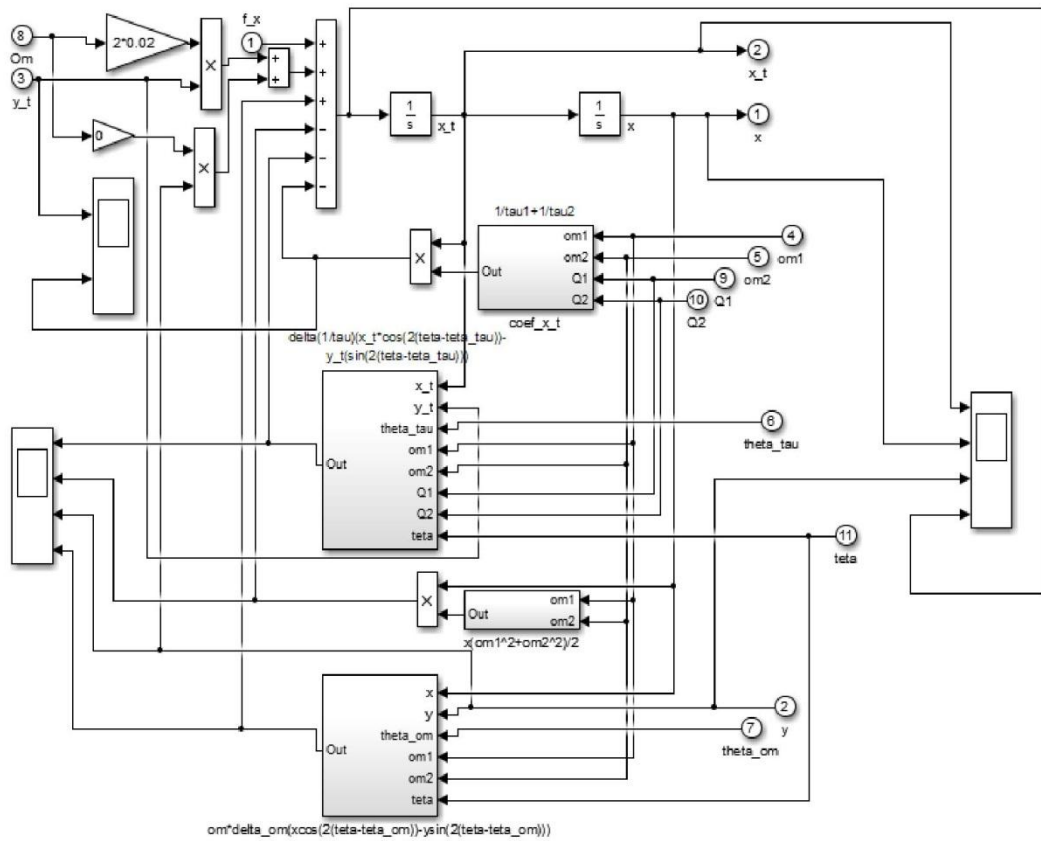 f_x
8
2*0.02
1
Om
3
y_t
0
+
+
+
+
+
−
−
−
×
×
1
s
x_t
1
s
x
2
x_t
1
x
1/tau1+1/tau2
om1
om2
Q1
Q2
Out
coef_x_t
×
4
om1
5
om2
9
Q1
10
Q2
delta(1/tau)(x_t*cos(2(teta-teta_tau))-
y_t(sin(2(teta-teta_tau)))
x_t
y_t
theta_tau
om1
om2
Q1
Q2
teta
Out
6
theta_tau
11
teta
×
om1
om2
Out
x(om1^2+om2^2)/2
x
y
theta_om
om1
om2
teta
Out
2
y
7
theta_om
om*delta_om(xcos(2(teta-teta_om))-ysin(2(teta-teta_om)))